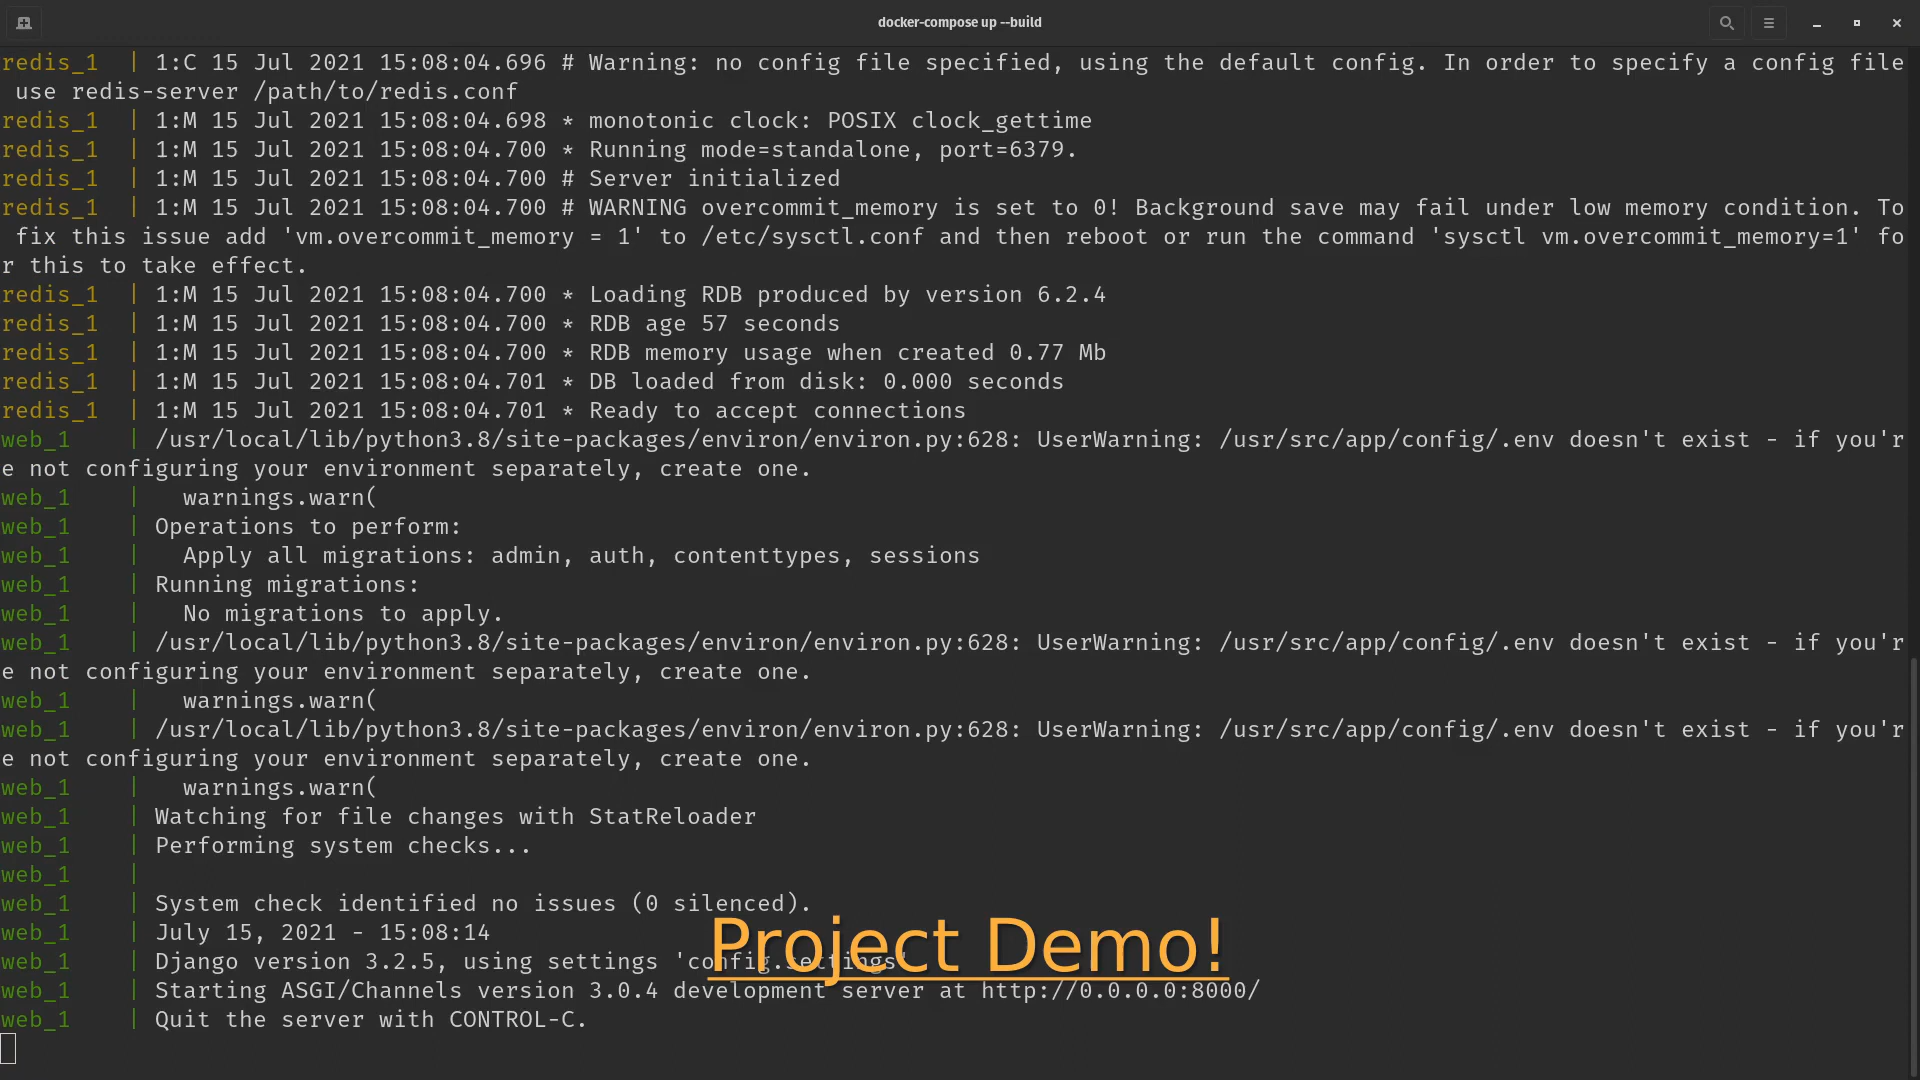 docker-compose up --build
redis_1  | 1:C 15 Jul 2021 15:08:04.696 # Warning: no config file specified, using the default config. In order to specify a config file
 use redis-server /path/to/redis.conf
redis_1  | 1:M 15 Jul 2021 15:08:04.698 * monotonic clock: POSIX clock_gettime
redis_1  | 1:M 15 Jul 2021 15:08:04.700 * Running mode=standalone, port=6379.
redis_1  | 1:M 15 Jul 2021 15:08:04.700 # Server initialized
redis_1  | 1:M 15 Jul 2021 15:08:04.700 # WARNING overcommit_memory is set to 0! Background save may fail under low memory condition. To
 fix this issue add 'vm.overcommit_memory = 1' to /etc/sysctl.conf and then reboot or run the command 'sysctl vm.overcommit_memory=1' fo
r this to take effect.
redis_1  | 1:M 15 Jul 2021 15:08:04.700 * Loading RDB produced by version 6.2.4
redis_1  | 1:M 15 Jul 2021 15:08:04.700 * RDB age 57 seconds
redis_1  | 1:M 15 Jul 2021 15:08:04.700 * RDB memory usage when created 0.77 Mb
redis_1  | 1:M 15 Jul 2021 15:08:04.701 * DB loaded from disk: 0.000 seconds
redis_1  | 1:M 15 Jul 2021 15:08:04.701 * Ready to accept connections
web_1    | /usr/local/lib/python3.8/site-packages/environ/environ.py:628: UserWarning: /usr/src/app/config/.env doesn't exist - if you'r
e not configuring your environment separately, create one.
web_1    |   warnings.warn(
web_1    | Operations to perform:
web_1    |   Apply all migrations: admin, auth, contenttypes, sessions
web_1    | Running migrations:
web_1    |   No migrations to apply.
web_1    | /usr/local/lib/python3.8/site-packages/environ/environ.py:628: UserWarning: /usr/src/app/config/.env doesn't exist - if you'r
e not configuring your environment separately, create one.
web_1    |   warnings.warn(
web_1    | /usr/local/lib/python3.8/site-packages/environ/environ.py:628: UserWarning: /usr/src/app/config/.env doesn't exist - if you'r
e not configuring your environment separately, create one.
web_1    |   warnings.warn(
web_1    | Watching for file changes with StatReloader
web_1    | Performing system checks...
web_1    |
web_1    | System check identified no issues (0 silenced).
web_1    | July 15, 2021 - 15:08:14
Project Demo!
web_1    | Django version 3.2.5, using settings 'config.settings'
web_1    | Starting ASGI/Channels version 3.0.4 development server at http://0.0.0.0:8000/
web_1    | Quit the server with CONTROL-C.